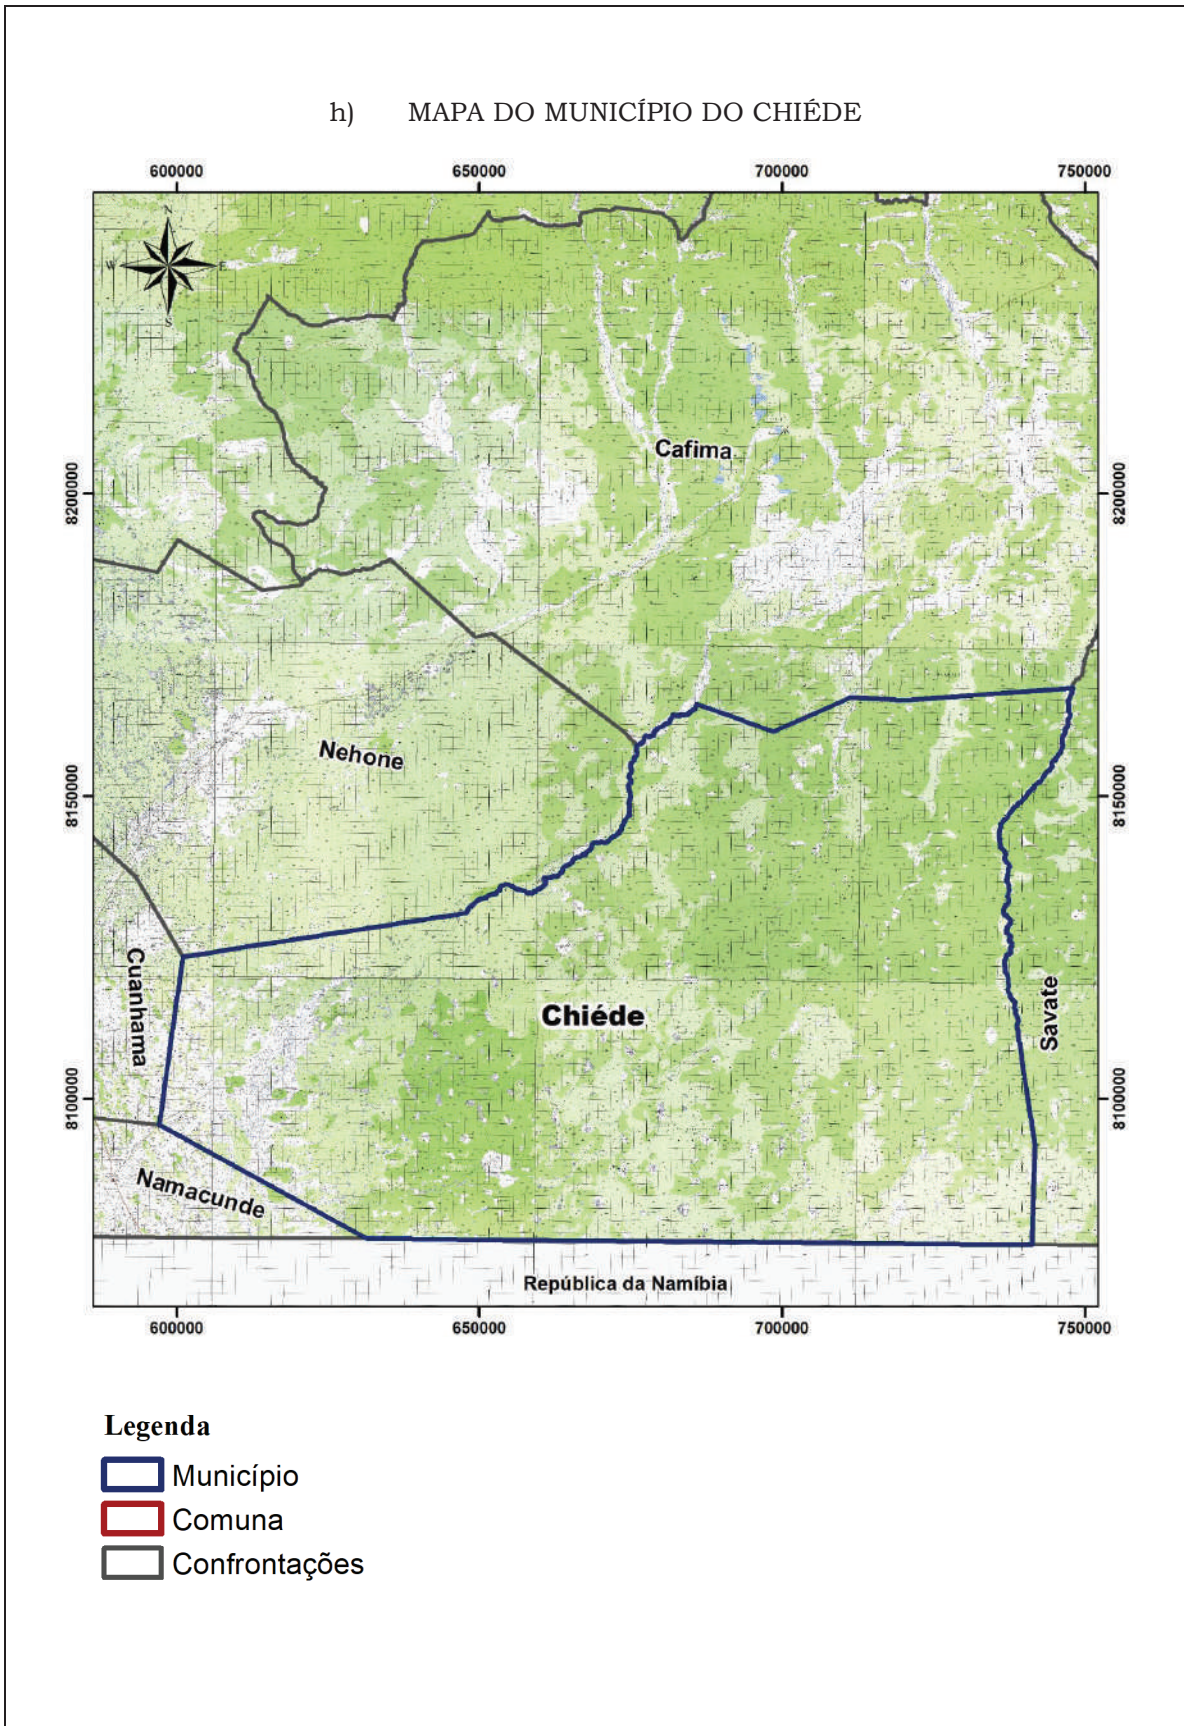 h) MAPA DO MUNICÍPIO DO CHIÉDE
600000 650000 700000 750000
N
W E
S
Cafima
8200000 8200000
Nehone
8150000 8150000
Cuanhama
Chiéde
Savate
8100000 8100000
Namacunde
República da Namíbia
600000 650000 700000 750000
Legenda
Município
Comuna
Confrontações